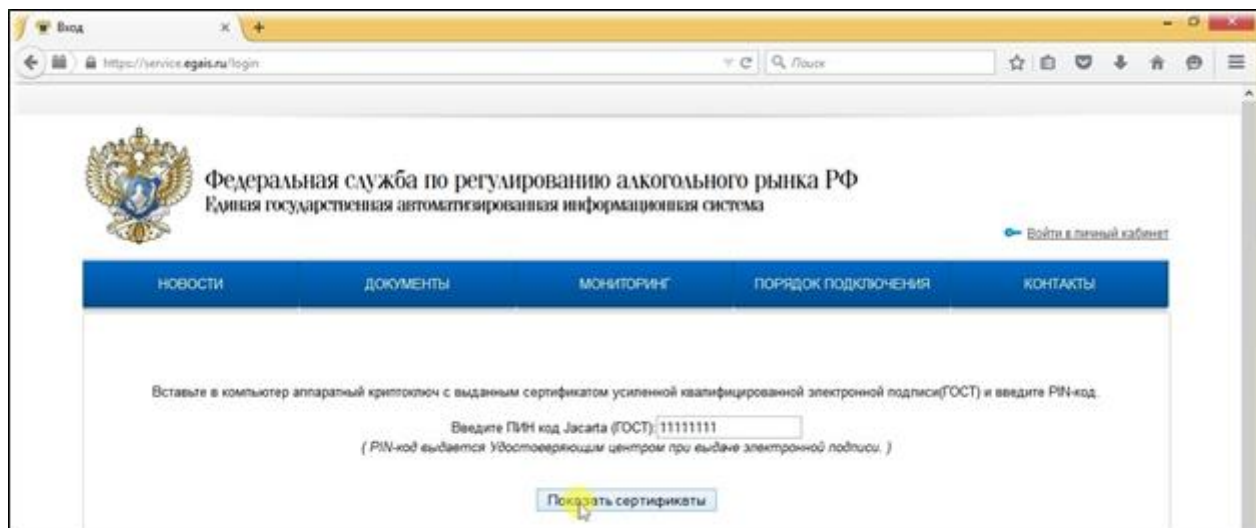 Вход
https://service.egais.ru/login
Поиск
Федеральная служба по регулированию алкогольного рынка РФ
Единая государственная автоматизированная информационная система
Войти в личный кабинет
НОВОСТИ ДОКУМЕНТЫ МОНИТОРИНГ ПОРЯДОК ПОДКЛЮЧЕНИЯ КОНТАКТЫ
Вставьте в компьютер аппаратный криптоключ с выданным сертификатом усиленной квалифицированной электронной подписи(ГОСТ) и введите PIN-код.
Введите ПИН код Jacarta (ГОСТ): 11111111
( PIN-код выдается Удостоверяющим центром при выдаче электронной подписи. )
Показать сертификаты